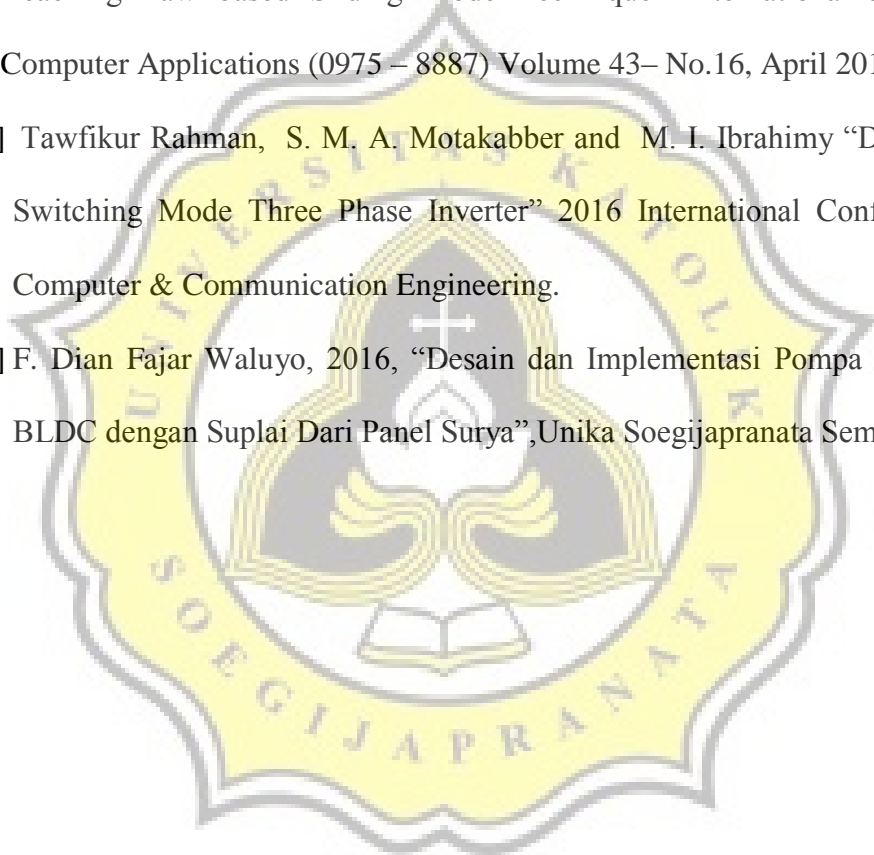 Computer Applications (0975 – 8887) Volume 43– No.16, April 201
] Tawfikur Rahman, S. M. A. Motakabber and M. I. Ibrahimy “D
Switching Mode Three Phase Inverter” 2016 International Conf
Computer & Communication Engineering.
] F. Dian Fajar Waluyo, 2016, “Desain dan Implementasi Pompa
BLDC dengan Suplai Dari Panel Surya”,Unika Soegijapranata Sem
UNIVERSITAS KATOLIK
SOEGIJAPRANATA